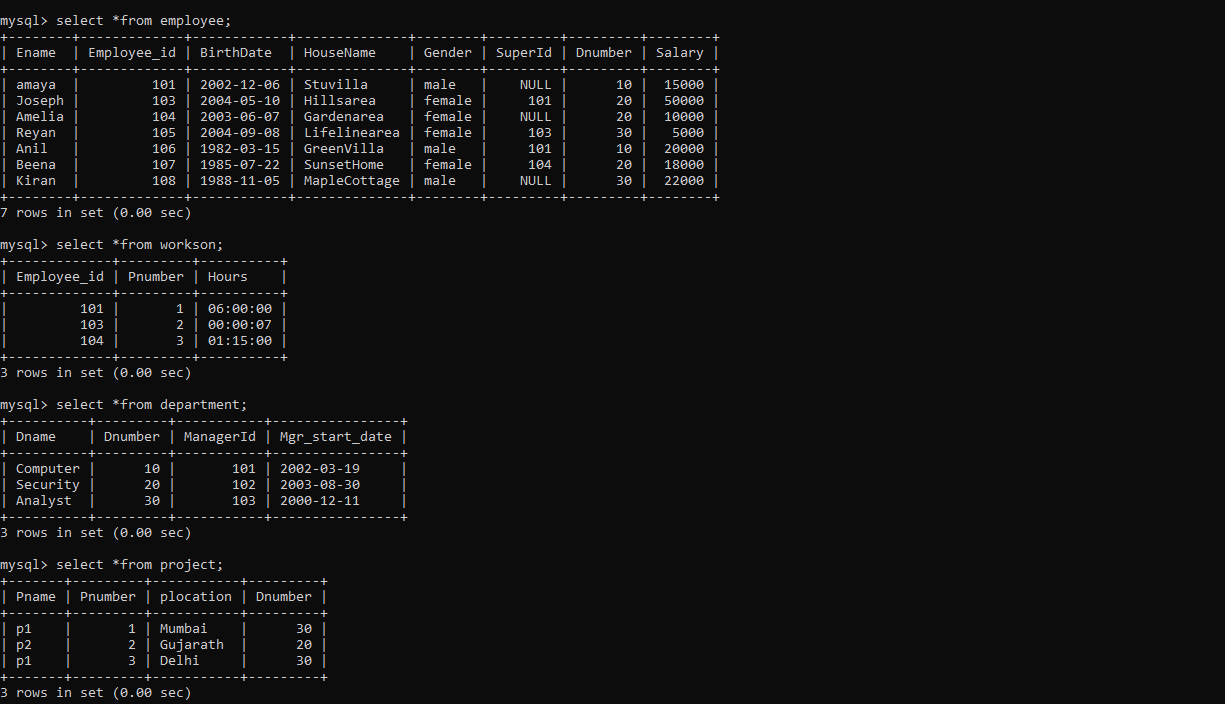 mysql> select *from employee;
+--------+-------------+------------+--------------+--------+---------+---------+--------+
| Ename  | Employee_id | BirthDate  | HouseName    | Gender | SuperId | Dnumber | Salary |
+--------+-------------+------------+--------------+--------+---------+---------+--------+
| amaya  |         101 | 2002-12-06 | Stuvilla     | male   |    NULL |      10 |  15000 |
| Joseph |         103 | 2004-05-10 | Hillsarea    | female |     101 |      20 |  50000 |
| Amelia |         104 | 2003-06-07 | Gardenarea   | female |    NULL |      20 |  10000 |
| Reyan  |         105 | 2004-09-08 | Lifelinearea | female |     103 |      30 |   5000 |
| Anil   |         106 | 1982-03-15 | GreenVilla   | male   |     101 |      10 |  20000 |
| Beena  |         107 | 1985-07-22 | SunsetHome   | female |     104 |      20 |  18000 |
| Kiran  |         108 | 1988-11-05 | MapleCottage | male   |    NULL |      30 |  22000 |
+--------+-------------+------------+--------------+--------+---------+---------+--------+
7 rows in set (0.00 sec)

mysql> select *from workson;
+-------------+---------+----------+
| Employee_id | Pnumber | Hours    |
+-------------+---------+----------+
|         101 |       1 | 06:00:00 |
|         103 |       2 | 00:00:07 |
|         104 |       3 | 01:15:00 |
+-------------+---------+----------+
3 rows in set (0.00 sec)

mysql> select *from department;
+----------+---------+-----------+----------------+
| Dname    | Dnumber | ManagerId | Mgr_start_date |
+----------+---------+-----------+----------------+
| Computer |      10 |       101 | 2002-03-19     |
| Security |      20 |       102 | 2003-08-30     |
| Analyst  |      30 |       103 | 2000-12-11     |
+----------+---------+-----------+----------------+
3 rows in set (0.00 sec)

mysql> select *from project;
+-------+---------+-----------+---------+
| Pname | Pnumber | plocation | Dnumber |
+-------+---------+-----------+---------+
| p1    |       1 | Mumbai    |      30 |
| p2    |       2 | Gujarath  |      20 |
| p1    |       3 | Delhi     |      30 |
+-------+---------+-----------+---------+
3 rows in set (0.00 sec)